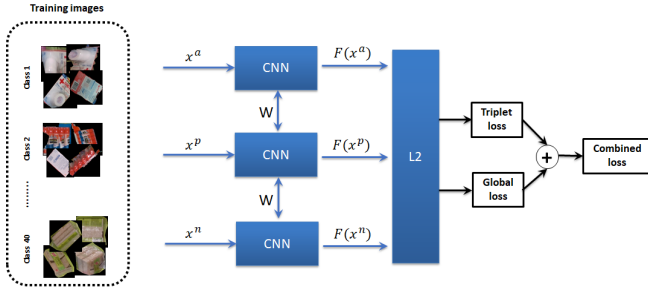 Training images
Class 1
Class 2
........
Class 40
x^a
CNN
F(x^a)
W
x^p
CNN
F(x^p)
W
x^n
CNN
F(x^n)
L2
Triplet
loss
Global
loss
+
Combined
loss